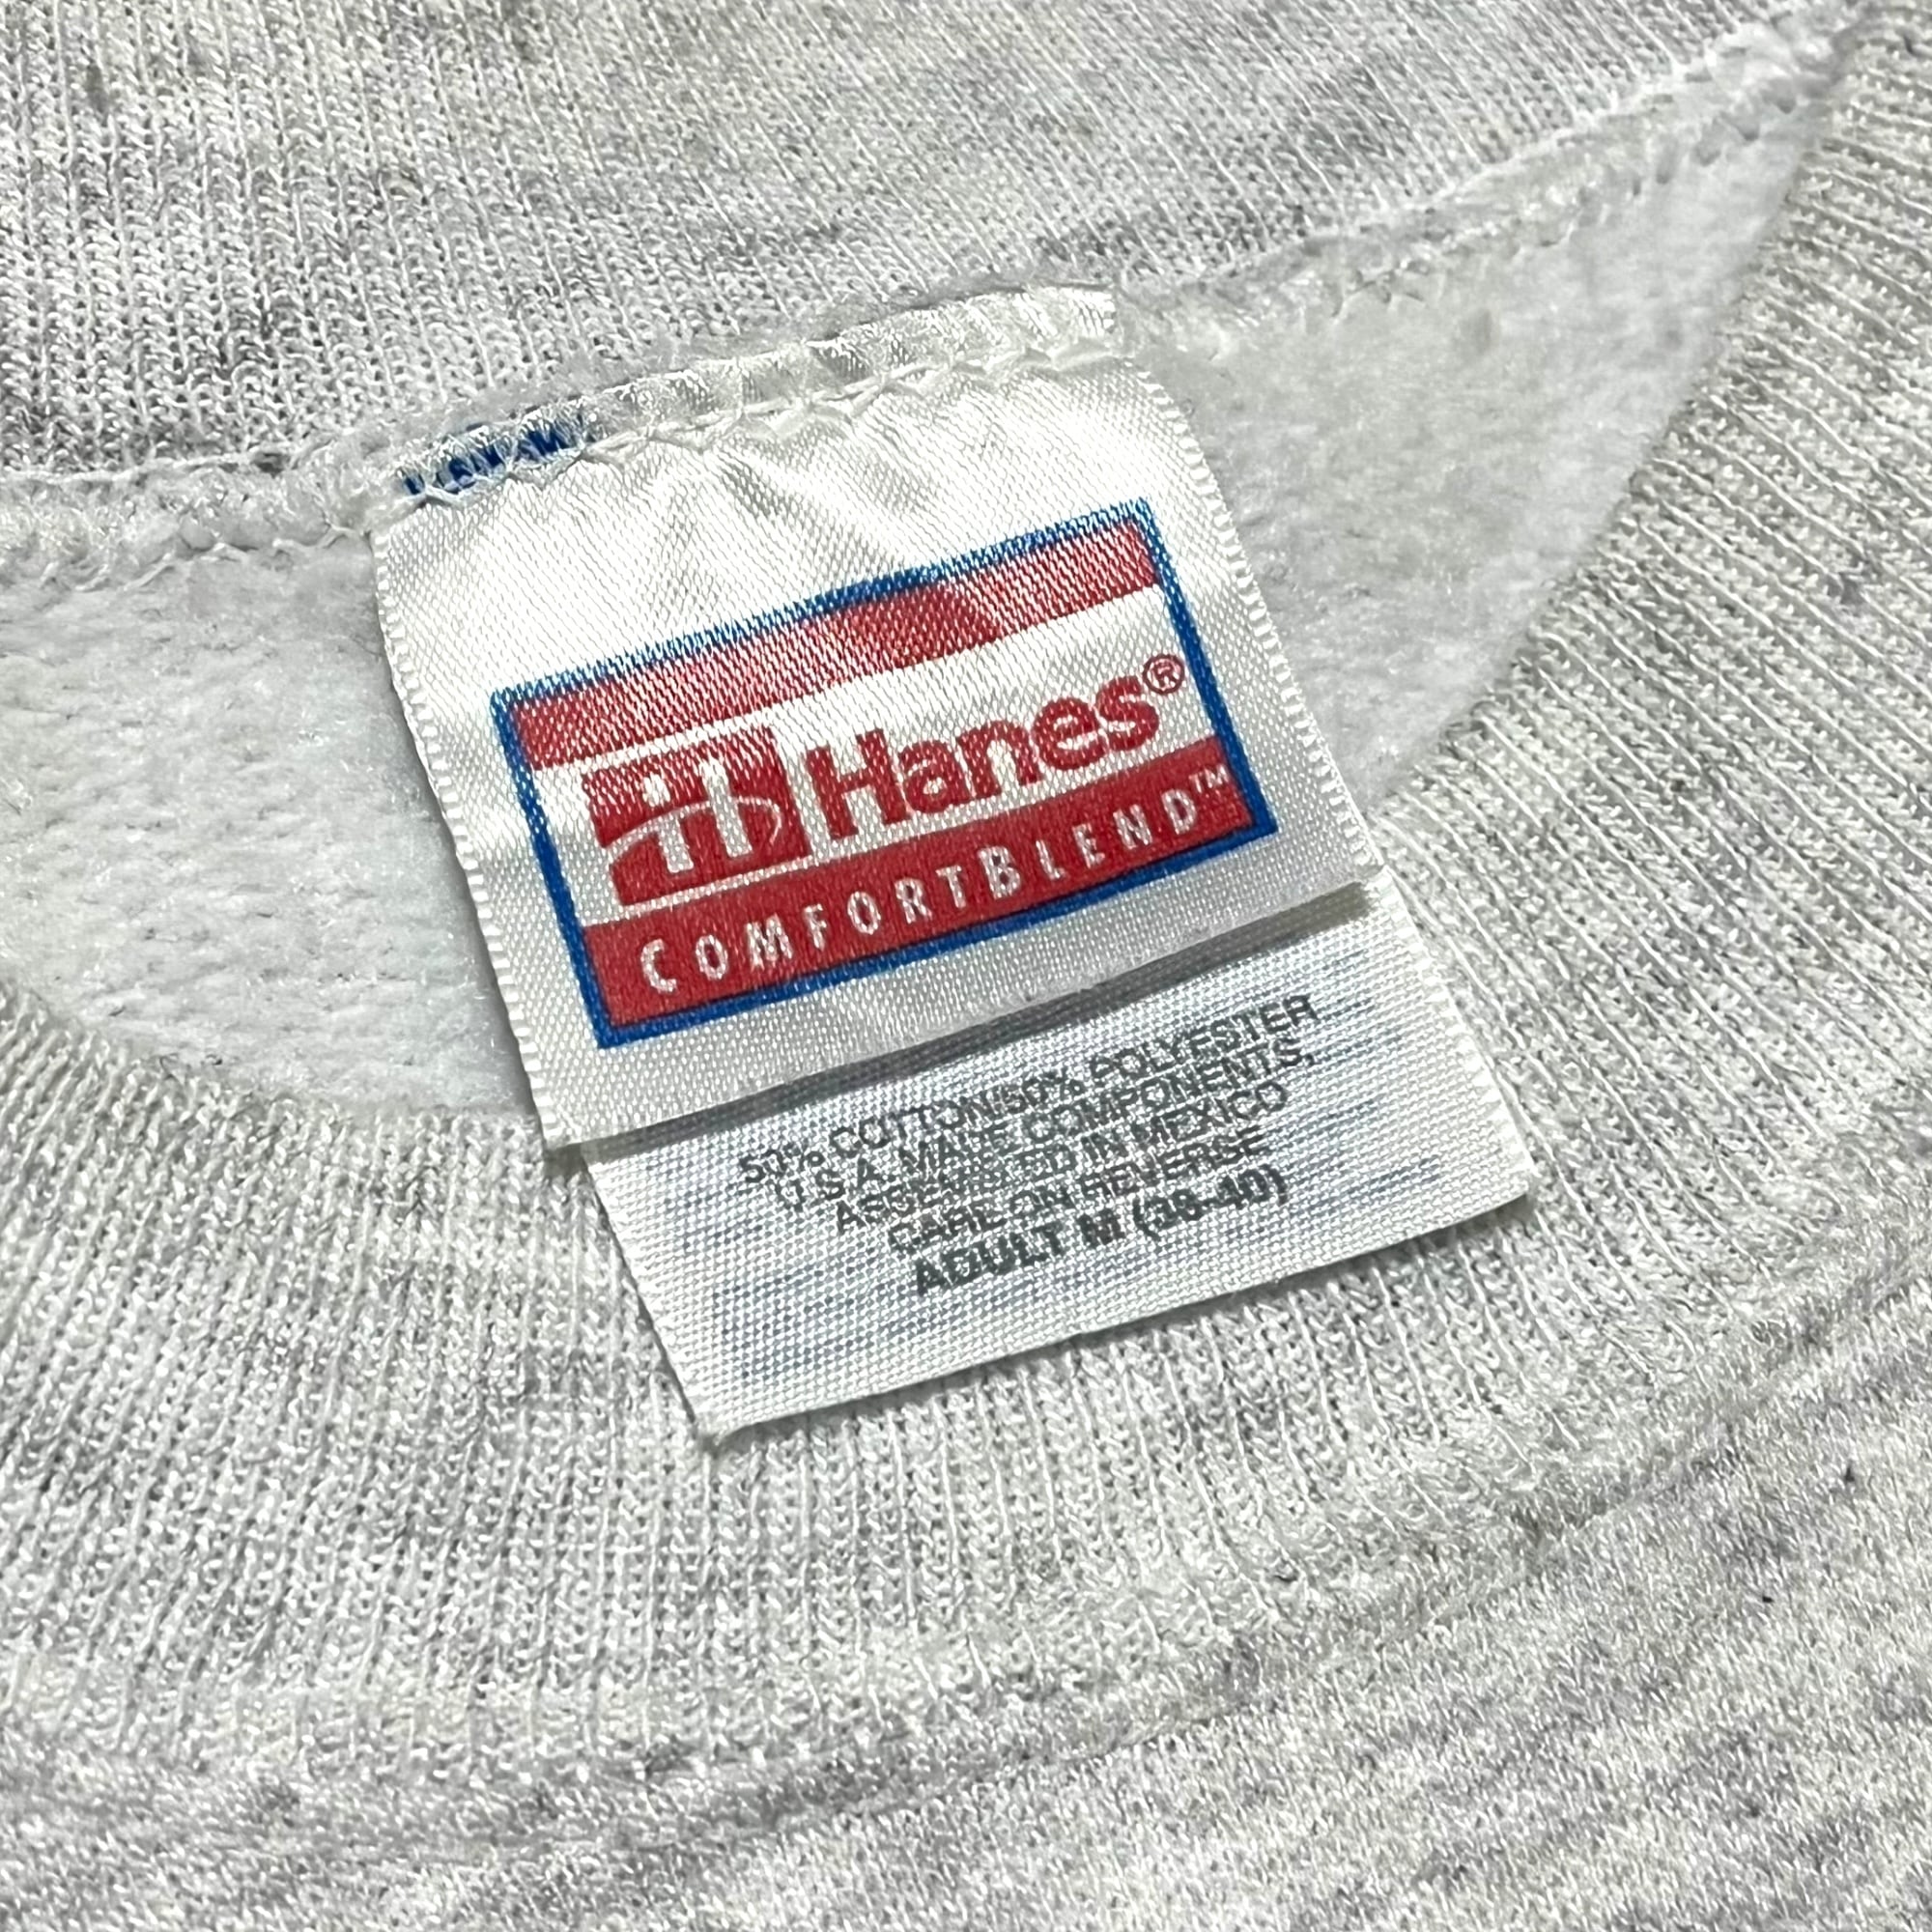 Hanes®
COMFORTBLEND™
50% COTTON/50% POLYESTER
U.S.A. MADE COMPONENTS,
ASSEMBLED IN MEXICO
CARE ON REVERSE
ADULT M (38-40)